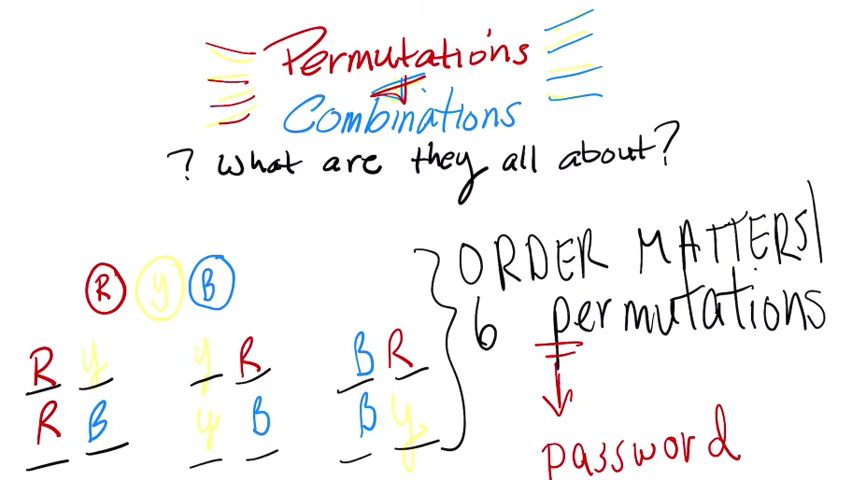 Permutations
&
Combinations
? What are they all about?
ORDER MATTERS!
R y B
6 permutations
R y y R B R
R B y B B y
password